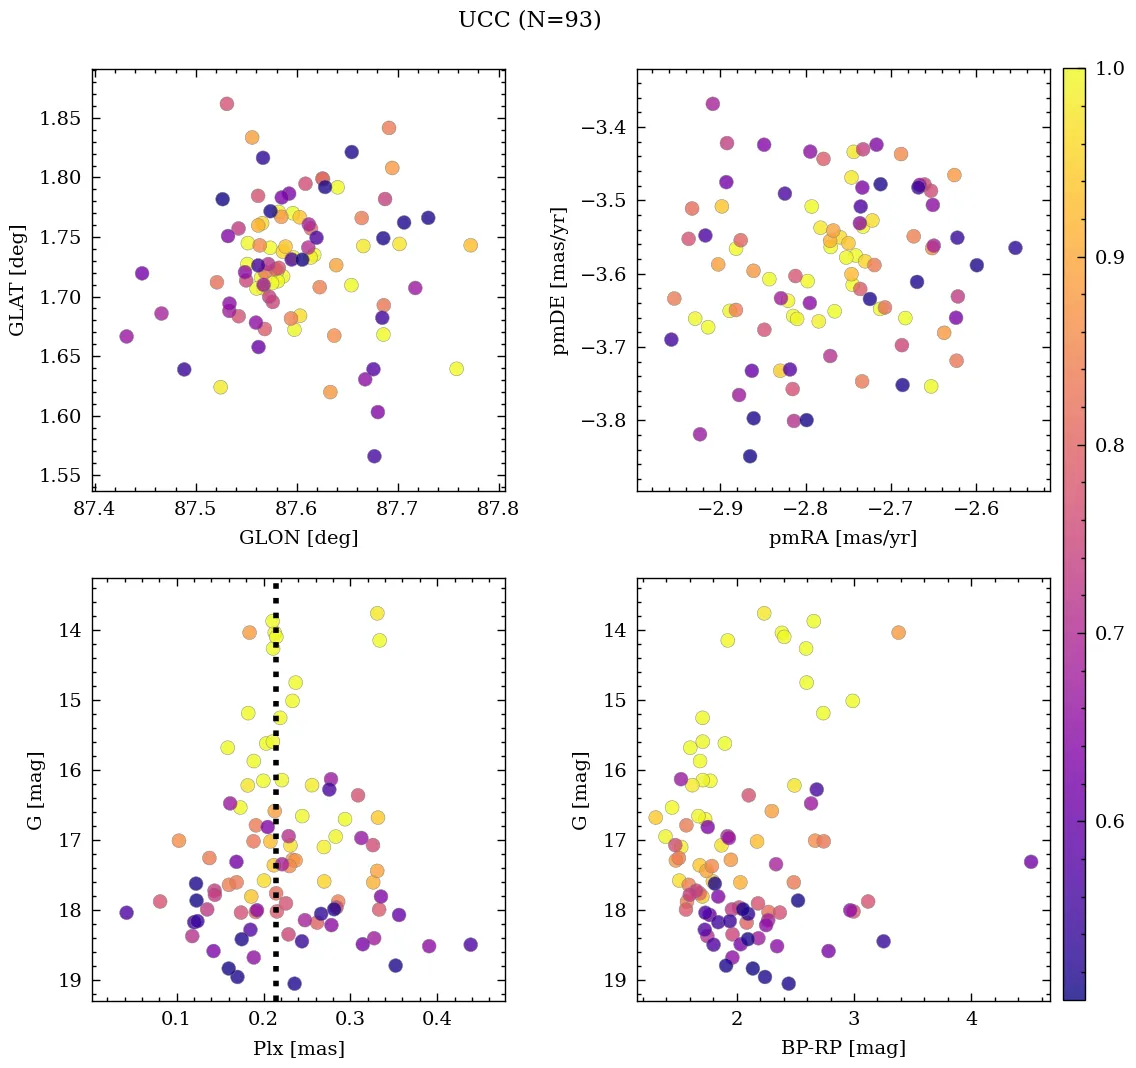 UCC (N=93)
1.85
1.80
1.75
1.70
1.65
1.60
1.55
GLAT [deg]
87.4 87.5 87.6 87.7 87.8
GLON [deg]
−3.4
−3.5
−3.6
−3.7
−3.8
pmDE [mas/yr]
−2.9 −2.8 −2.7 −2.6
pmRA [mas/yr]
1.0
0.9
0.8
0.7
0.6
14
15
16
17
18
19
G [mag]
0.1 0.2 0.3 0.4
Plx [mas]
14
15
16
17
18
19
G [mag]
2 3 4
BP-RP [mag]